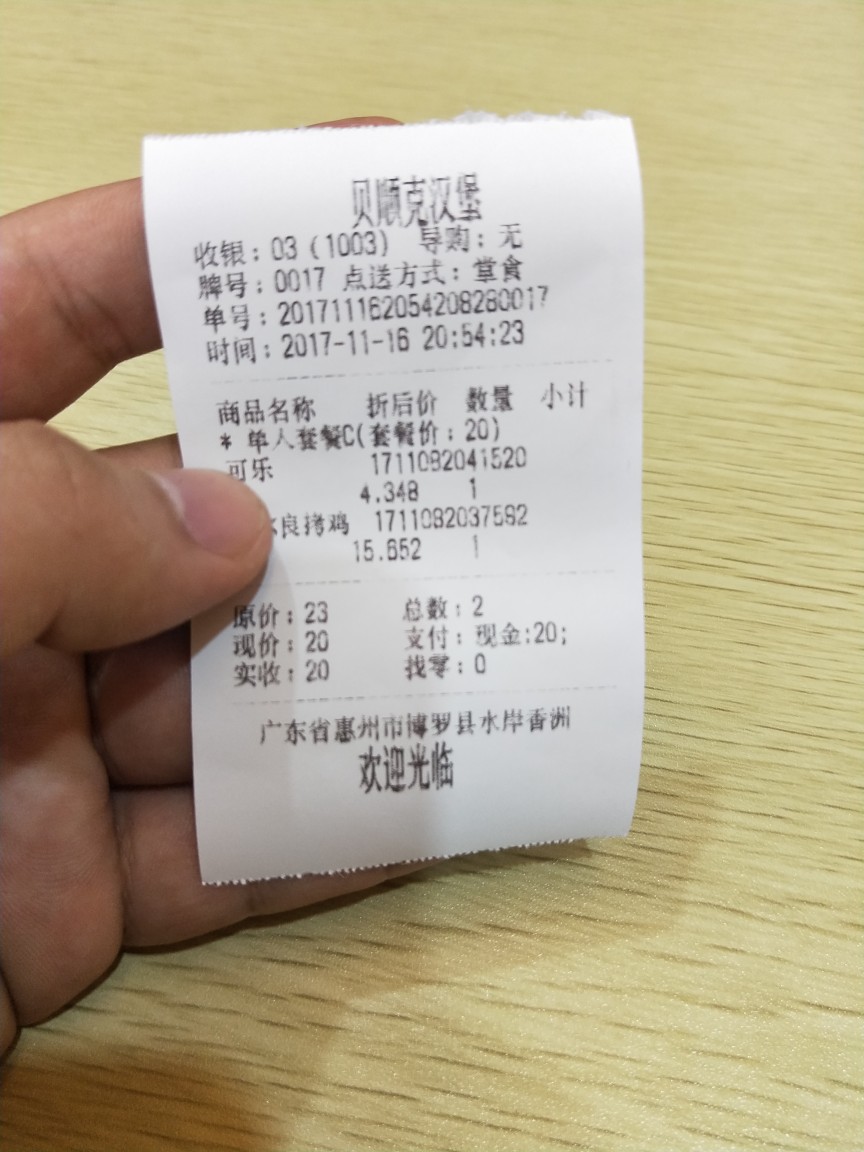 贝顺克汉堡
收银：03（1003） 导购：无
牌号：0017 点送方式：堂食
单号：201711162054208280017
时间：2017-11-16 20:54:23
商品名称 折后价 数量 小计
* 单人套餐C(套餐价：20)
可乐 1711082041520
4.348 1
良拷鸡 1711082037582
15.652 1
原价：23 总数：2
现价：20 支付：现金:20;
实收：20 找零：0
广东省惠州市博罗县水岸香洲
欢迎光临